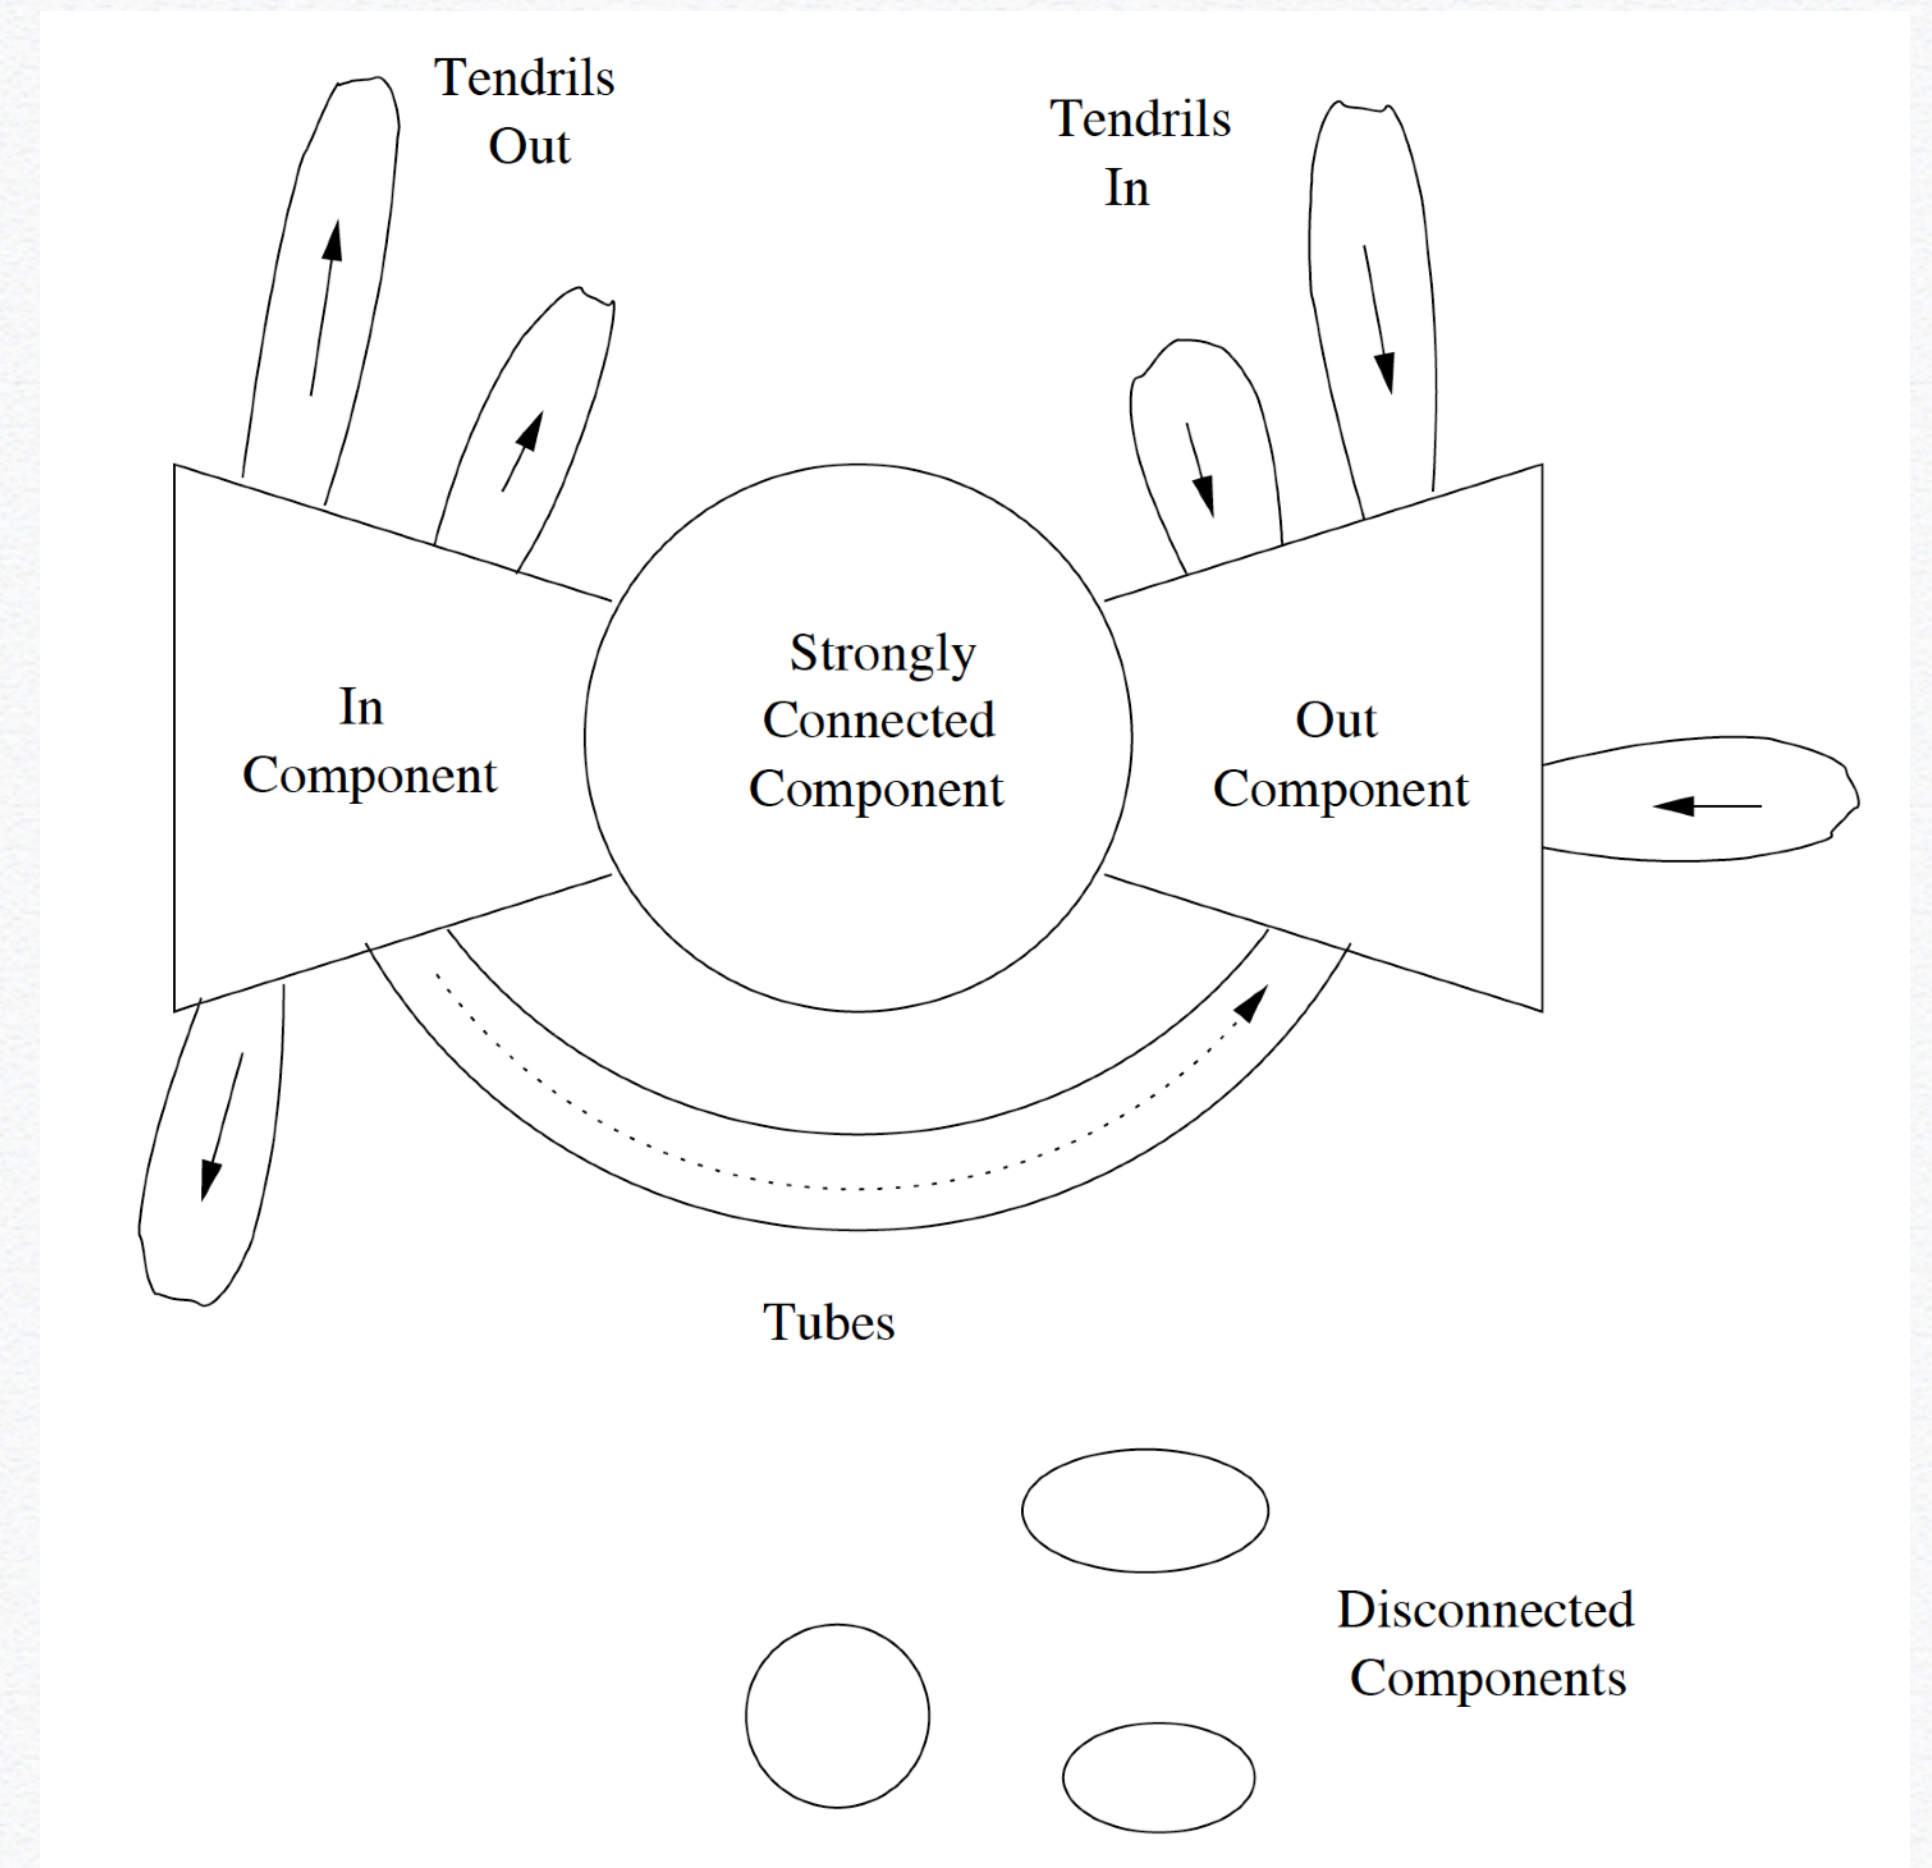 Tendrils
Out
Tendrils
In
In
Component
Strongly
Connected
Component
Out
Component
Tubes
Disconnected
Components